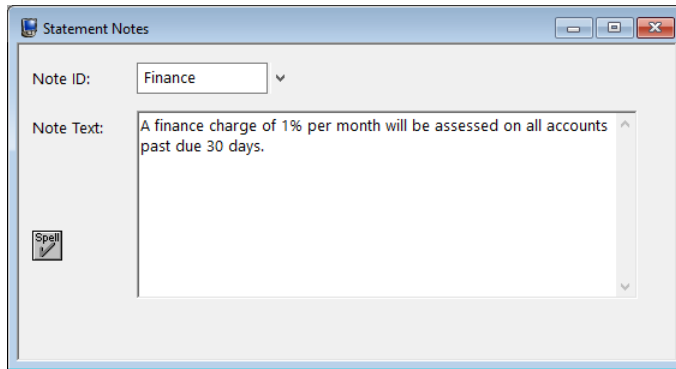 Statement Notes
Note ID:
Finance
Note Text:
A finance charge of 1% per month will be assessed on all accounts
past due 30 days.
Spell